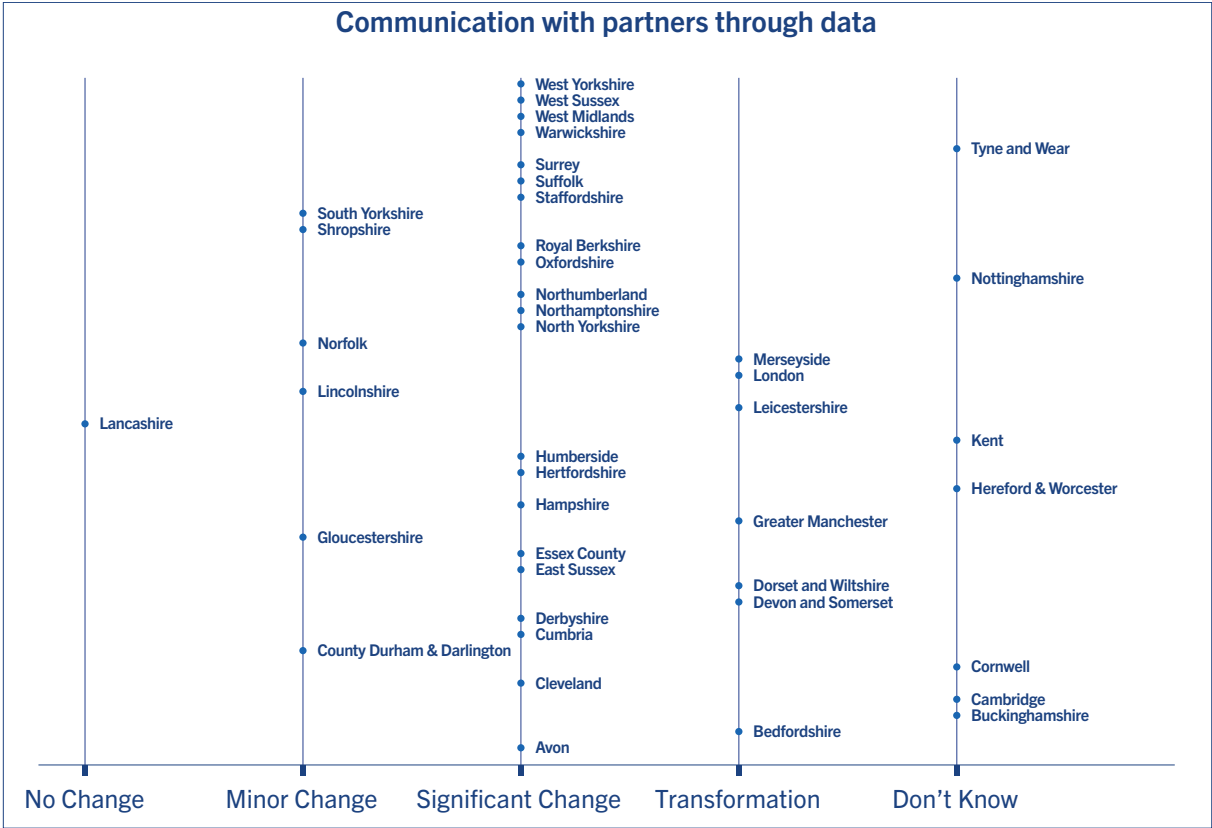 Communication with partners through data
West Yorkshire
West Sussex
West Midlands
Warwickshire
Tyne and Wear
Surrey
Suffolk
Staffordshire
South Yorkshire
Shropshire
Royal Berkshire
Oxfordshire
Nottinghamshire
Northumberland
Northamptonshire
North Yorkshire
Norfolk
Merseyside
London
Lincolnshire
Leicestershire
Lancashire
Kent
Humberside
Hertfordshire
Hereford & Worcester
Hampshire
Greater Manchester
Gloucestershire
Essex County
East Sussex
Dorset and Wiltshire
Devon and Somerset
Derbyshire
Cumbria
County Durham & Darlington
Cornwell
Cleveland
Cambridge
Buckinghamshire
Bedfordshire
Avon
No Change Minor Change Significant Change Transformation Don't Know